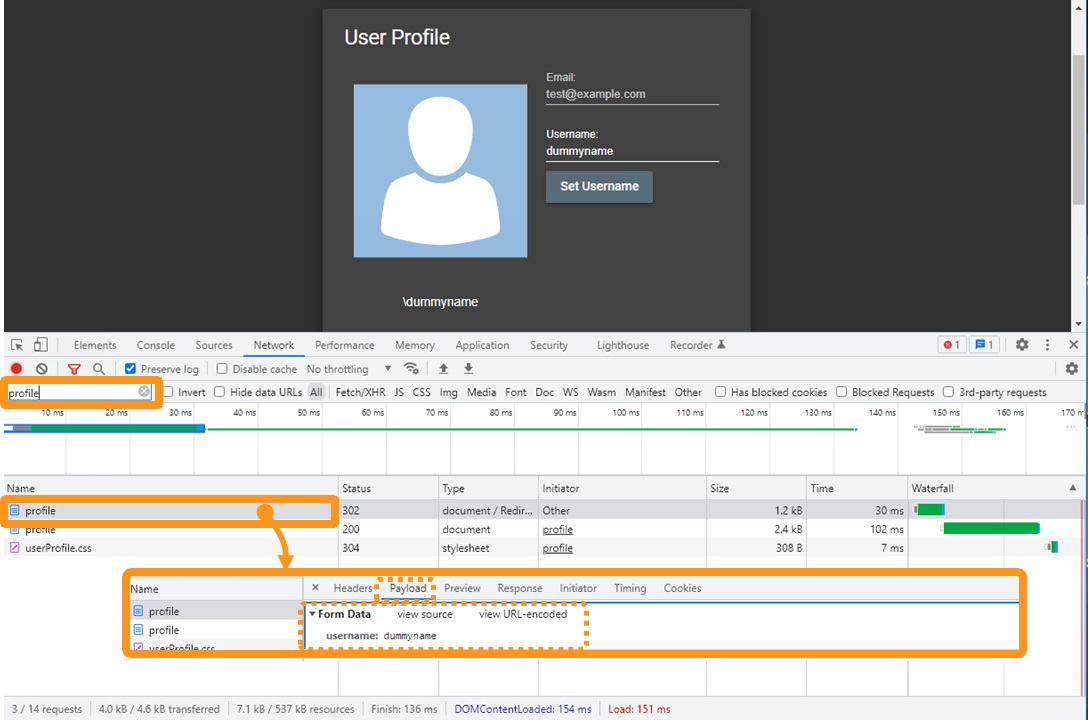 User Profile
Email:
test@example.com
Username:
dummyname
Set Username
\dummyname
Elements Console Sources Network Performance Memory Application Security Lighthouse Recorder 1 1
Preserve log Disable cache No throttling
profile Invert Hide data URLs All Fetch/XHR JS CSS Img Media Font Doc WS Wasm Manifest Other Has blocked cookies Blocked Requests 3rd-party requests
10 ms 20 ms 30 ms 40 ms 50 ms 60 ms 70 ms 80 ms 90 ms 100 ms 110 ms 120 ms 130 ms 140 ms 150 ms 160 ms 170 m
Name Status Type Initiator Size Time Waterfall
profile 302 document / Redir... Other 1.2 kB 30 ms
profile 200 document profile 2.4 kB 102 ms
userProfile.css 304 stylesheet profile 308 B 7 ms
Name Headers Payload Preview Response Initiator Timing Cookies
profile Form Data view source view URL-encoded
profile username: dummyname
userProfile.css
3 / 14 requests 4.0 kB / 4.6 kB transferred 7.1 kB / 537 kB resources Finish: 136 ms DOMContentLoaded: 154 ms Load: 151 ms